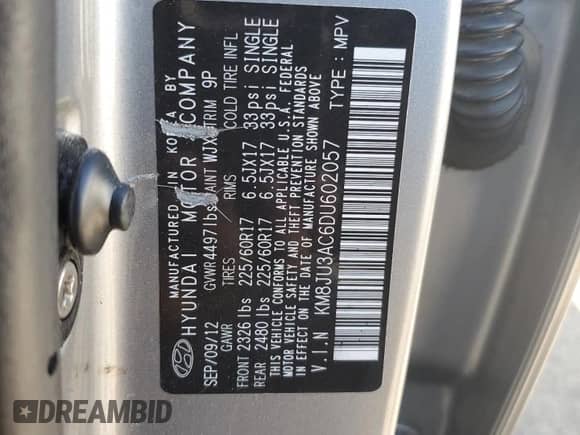 MANUFACTURED IN KOREA BY
HYUNDAI MOTOR COMPANY
SEP/09/12 GVWR 4497lbs PAINT WJX TRIM 9P
GAWR TIRES RIMS COLD TIRE INFL
FRONT 2326 lbs 225/60R17 6.5JX17 33psi SINGLE
REAR 2480 lbs 225/60R17 6.5JX17 33psi SINGLE
THIS VEHICLE CONFORMS TO ALL APPLICABLE U.S.A. FEDERAL
MOTOR VEHICLE SAFETY AND THEFT PREVENTION STANDARDS
IN EFFECT ON THE DATE OF MANUFACTURE SHOWN ABOVE
V.I.N KM8JU3AC6DU602057 TYPE : MPV
DREAMBID